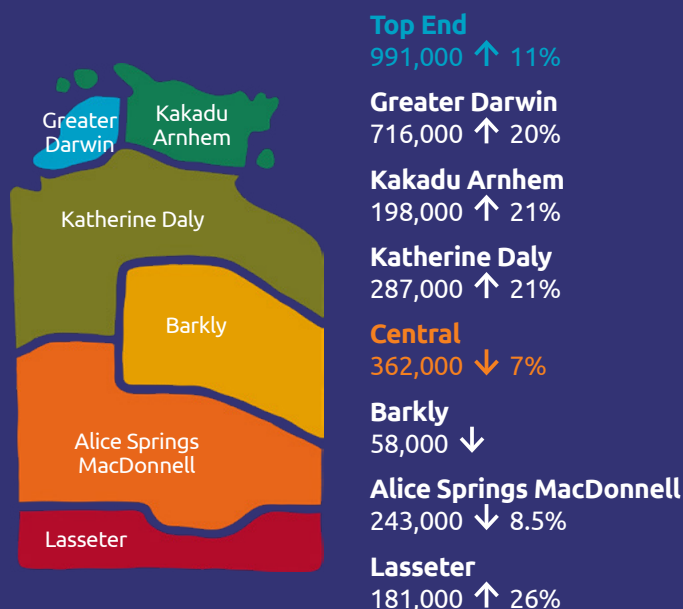 Greater
Darwin
Kakadu
Arnhem
Katherine Daly
Barkly
Alice Springs
MacDonnell
Lasseter
Top End
991,000 ↑ 11%
Greater Darwin
716,000 ↑ 20%
Kakadu Arnhem
198,000 ↑ 21%
Katherine Daly
287,000 ↑ 21%
Central
362,000 ↓ 7%
Barkly
58,000 ↓
Alice Springs MacDonnell
243,000 ↓ 8.5%
Lasseter
181,000 ↑ 26%